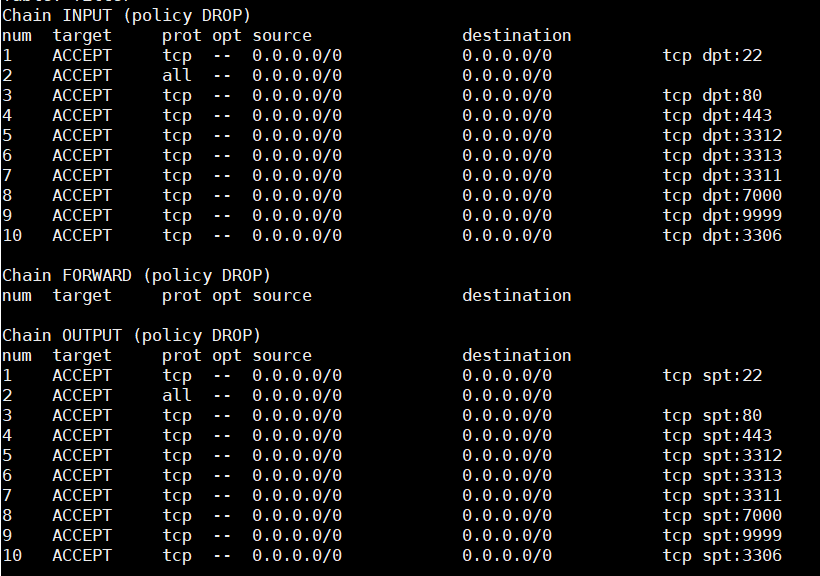 Chain INPUT (policy DROP)
num target prot opt source destination
1 ACCEPT tcp -- 0.0.0.0/0 0.0.0.0/0 tcp dpt:22
2 ACCEPT all -- 0.0.0.0/0 0.0.0.0/0
3 ACCEPT tcp -- 0.0.0.0/0 0.0.0.0/0 tcp dpt:80
4 ACCEPT tcp -- 0.0.0.0/0 0.0.0.0/0 tcp dpt:443
5 ACCEPT tcp -- 0.0.0.0/0 0.0.0.0/0 tcp dpt:3312
6 ACCEPT tcp -- 0.0.0.0/0 0.0.0.0/0 tcp dpt:3313
7 ACCEPT tcp -- 0.0.0.0/0 0.0.0.0/0 tcp dpt:3311
8 ACCEPT tcp -- 0.0.0.0/0 0.0.0.0/0 tcp dpt:7000
9 ACCEPT tcp -- 0.0.0.0/0 0.0.0.0/0 tcp dpt:9999
10 ACCEPT tcp -- 0.0.0.0/0 0.0.0.0/0 tcp dpt:3306
Chain FORWARD (policy DROP)
num target prot opt source destination
Chain OUTPUT (policy DROP)
num target prot opt source destination
1 ACCEPT tcp -- 0.0.0.0/0 0.0.0.0/0 tcp spt:22
2 ACCEPT all -- 0.0.0.0/0 0.0.0.0/0
3 ACCEPT tcp -- 0.0.0.0/0 0.0.0.0/0 tcp spt:80
4 ACCEPT tcp -- 0.0.0.0/0 0.0.0.0/0 tcp spt:443
5 ACCEPT tcp -- 0.0.0.0/0 0.0.0.0/0 tcp spt:3312
6 ACCEPT tcp -- 0.0.0.0/0 0.0.0.0/0 tcp spt:3313
7 ACCEPT tcp -- 0.0.0.0/0 0.0.0.0/0 tcp spt:3311
8 ACCEPT tcp -- 0.0.0.0/0 0.0.0.0/0 tcp spt:7000
9 ACCEPT tcp -- 0.0.0.0/0 0.0.0.0/0 tcp spt:9999
10 ACCEPT tcp -- 0.0.0.0/0 0.0.0.0/0 tcp spt:3306